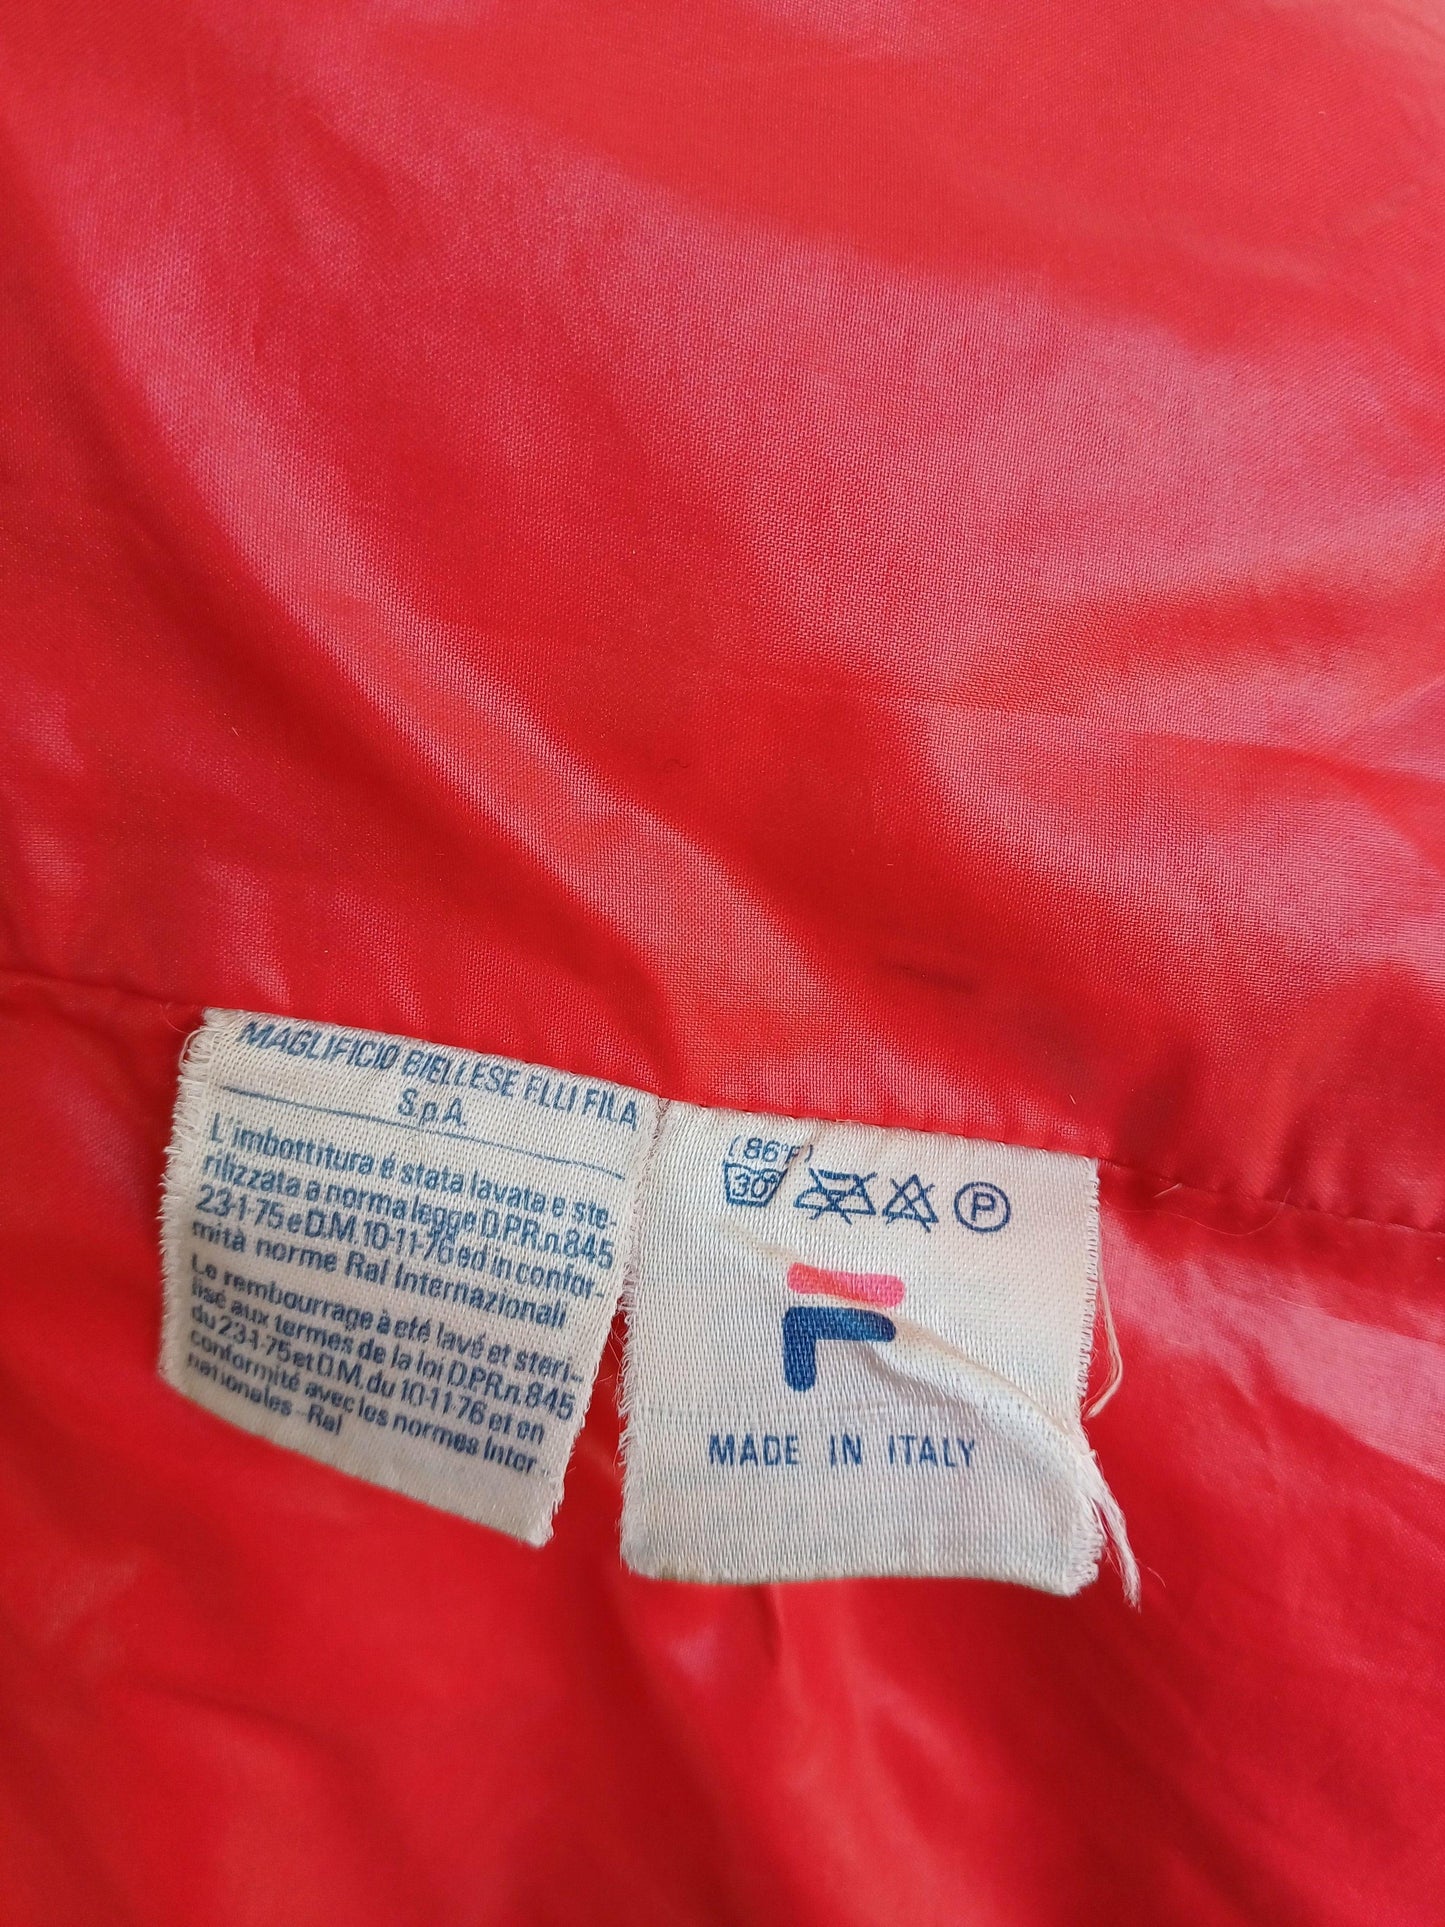 MAGLIFICIO BIELLESE F.LLI FILA
S.p.A.
L'imbottitura é stata lavata e ste-
rilizzata a norma legge D.P.R. n. 845
23-1-75 e D.M. 10-11-76 ed in confor-
mità norme Ral Internazionali
Le rembourrage à été lavé et steri-
lisé aux termes de la loi D.P.R. n. 845
du 23-1-75 et D.M. du 10-11-76 et en
conformité avec les normes Inter-
nationales - Ral
(86°F)
30°
P
MADE IN ITALY